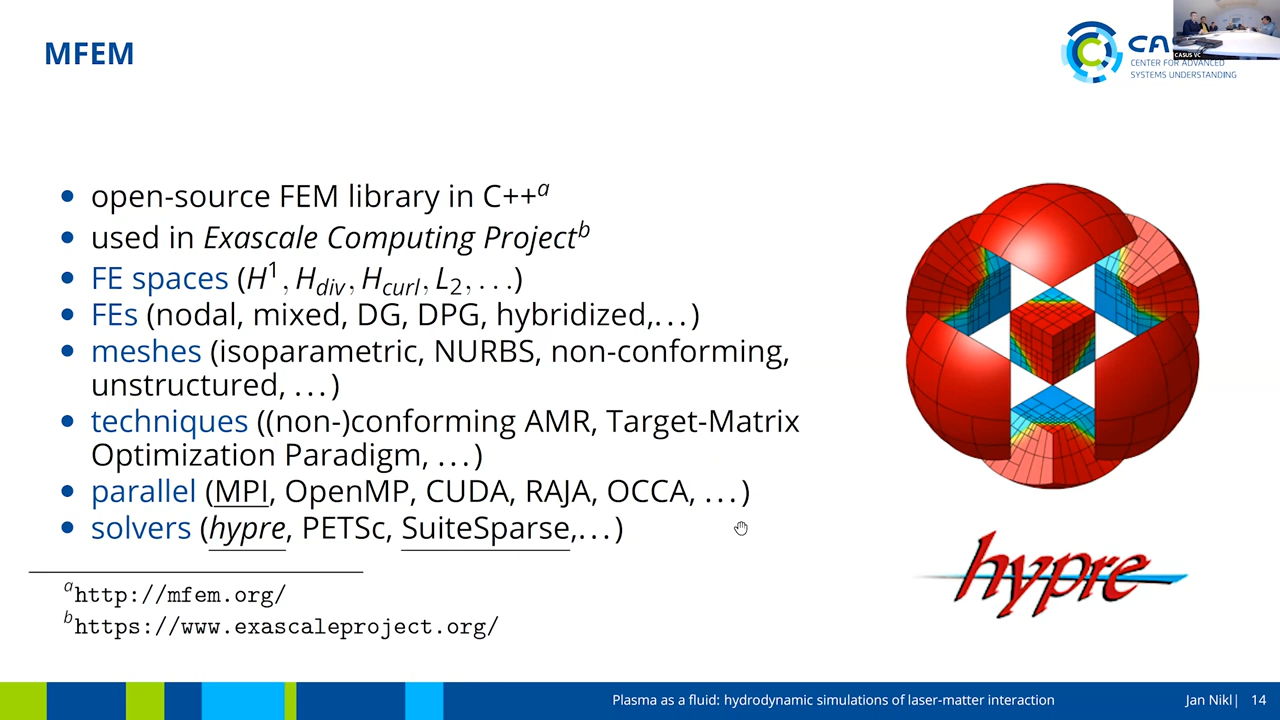 MFEM
CASUS VC
CENTER FOR ADVANCED
SYSTEMS UNDERSTANDING
• open-source FEM library in C++ᵃ
• used in Exascale Computing Projectᵇ
• FE spaces (H¹, H_div, H_curl, L₂, . . .)
• FEs (nodal, mixed, DG, DPG, hybridized,. . .)
• meshes (isoparametric, NURBS, non-conforming,
unstructured, . . .)
• techniques ((non-)conforming AMR, Target-Matrix
Optimization Paradigm, . . .)
• parallel (MPI, OpenMP, CUDA, RAJA, OCCA, . . .)
• solvers (hypre, PETSc, SuiteSparse,. . .)
hypre
ᵃhttp://mfem.org/
ᵇhttps://www.exascaleproject.org/
Plasma as a fluid: hydrodynamic simulations of laser-matter interaction
Jan Nikl| 14